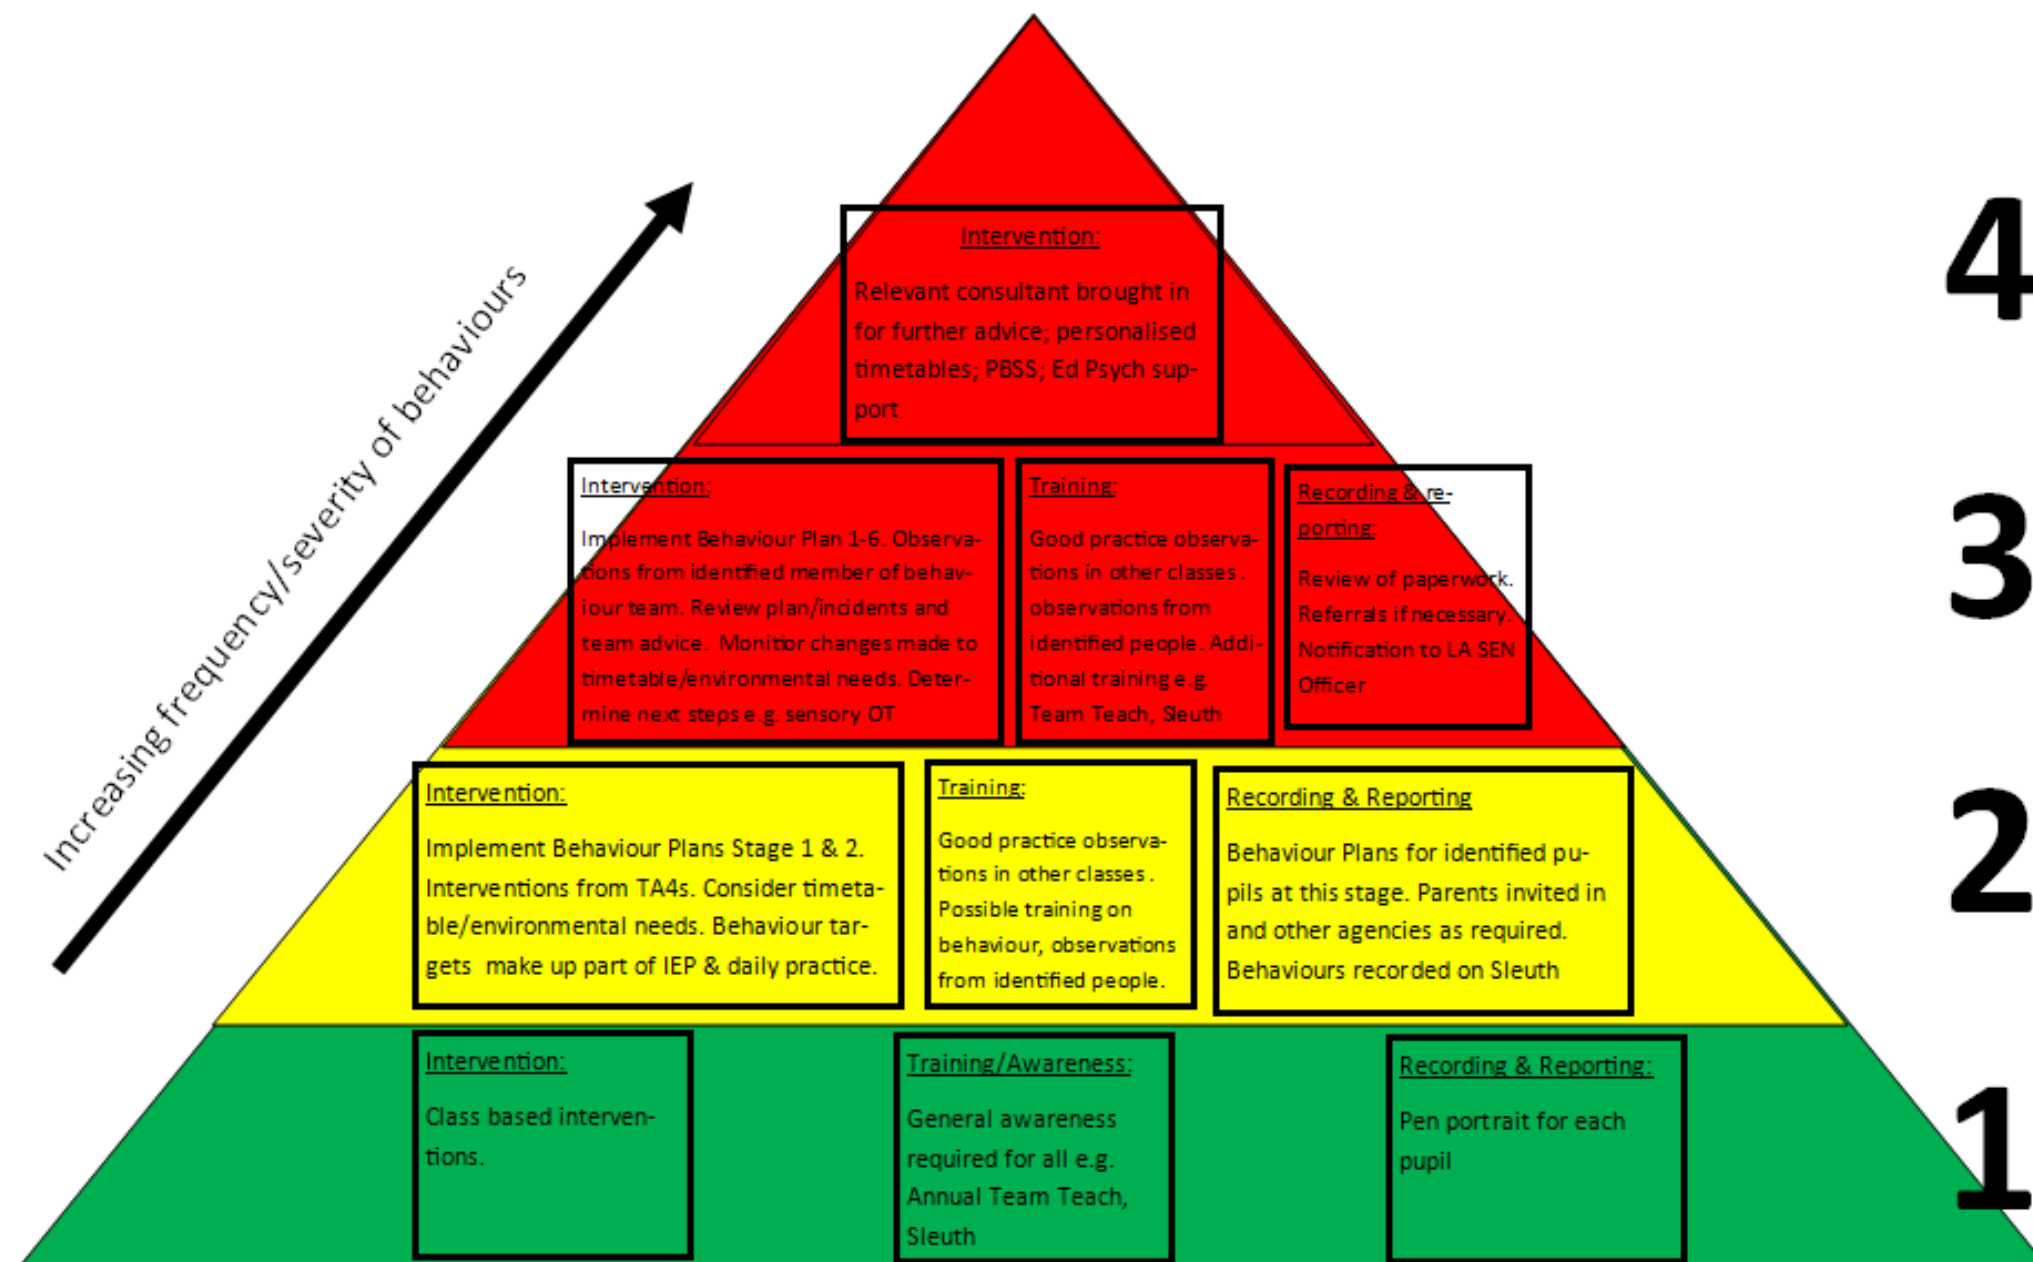 Increasing frequency/severity of behaviours
4
Intervention:
Relevant consultant brought in
for further advice; personalised
timetables; PBSS; Ed Psych sup-
port
3
Intervention:
Implement Behaviour Plan 1-6. Observa-
tions from identified member of behav-
iour team. Review plan/incidents and
team advice. Monitior changes made to
timetable/environmental needs. Deter-
mine next steps e.g. sensory OT
Training:
Good practice observa-
tions in other classes.
observations from
identified people. Addi-
tional training e.g.
Team Teach, Sleuth
Recording & re-
porting:
Review of paperwork.
Referrals if necessary.
Notification to LA SEN
Officer
2
Intervention:
Implement Behaviour Plans Stage 1 & 2.
Interventions from TA4s. Consider timeta-
ble/environmental needs. Behaviour tar-
gets make up part of IEP & daily practice.
Training:
Good practice observa-
tions in other classes.
Possible training on
behaviour, observations
from identified people.
Recording & Reporting
Behaviour Plans for identified pu-
pils at this stage. Parents invited in
and other agencies as required.
Behaviours recorded on Sleuth
1
Intervention:
Class based interven-
tions.
Training/Awareness:
General awareness
required for all e.g.
Annual Team Teach,
Sleuth
Recording & Reporting:
Pen portrait for each
pupil